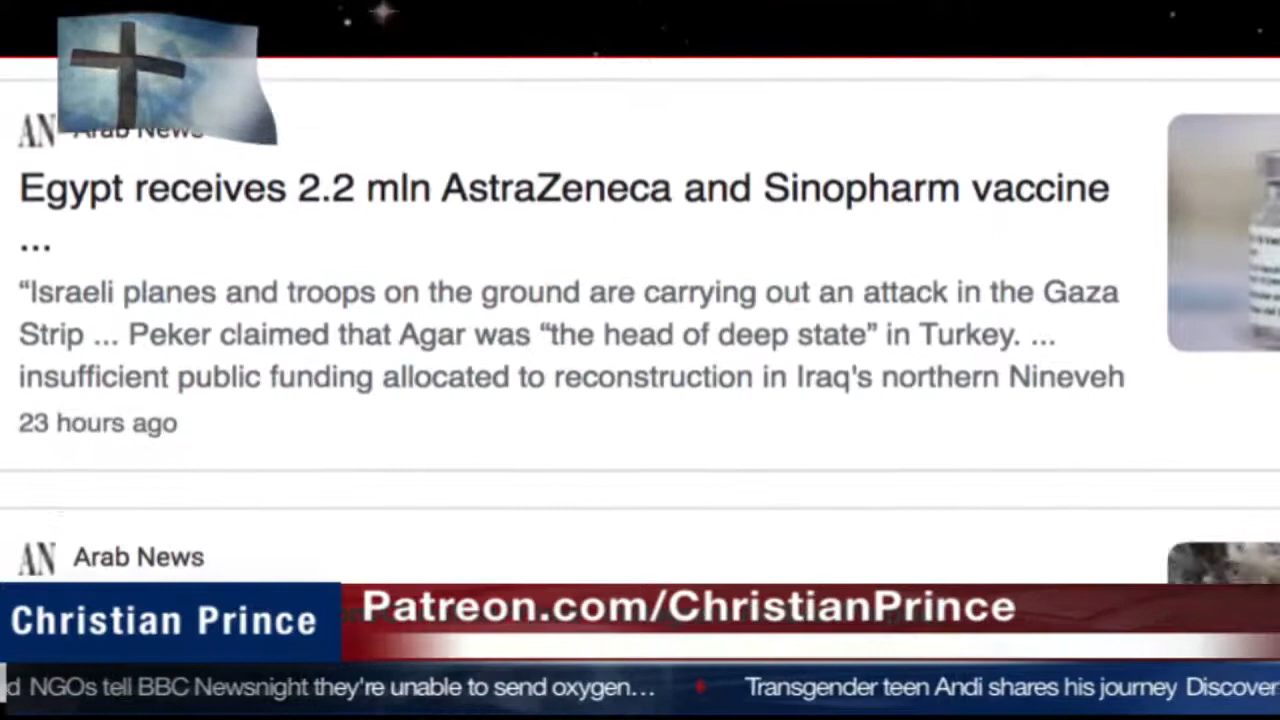 AN Arab News
Egypt receives 2.2 mln AstraZeneca and Sinopharm vaccine
...
“Israeli planes and troops on the ground are carrying out an attack in the Gaza
Strip ... Peker claimed that Agar was “the head of deep state” in Turkey. ...
insufficient public funding allocated to reconstruction in Iraq's northern Nineveh
23 hours ago
AN Arab News
Christian Prince
Patreon.com/ChristianPrince
d NGOs tell BBC Newsnight they're unable to send oxygen... Transgender teen Andi shares his journey Discover